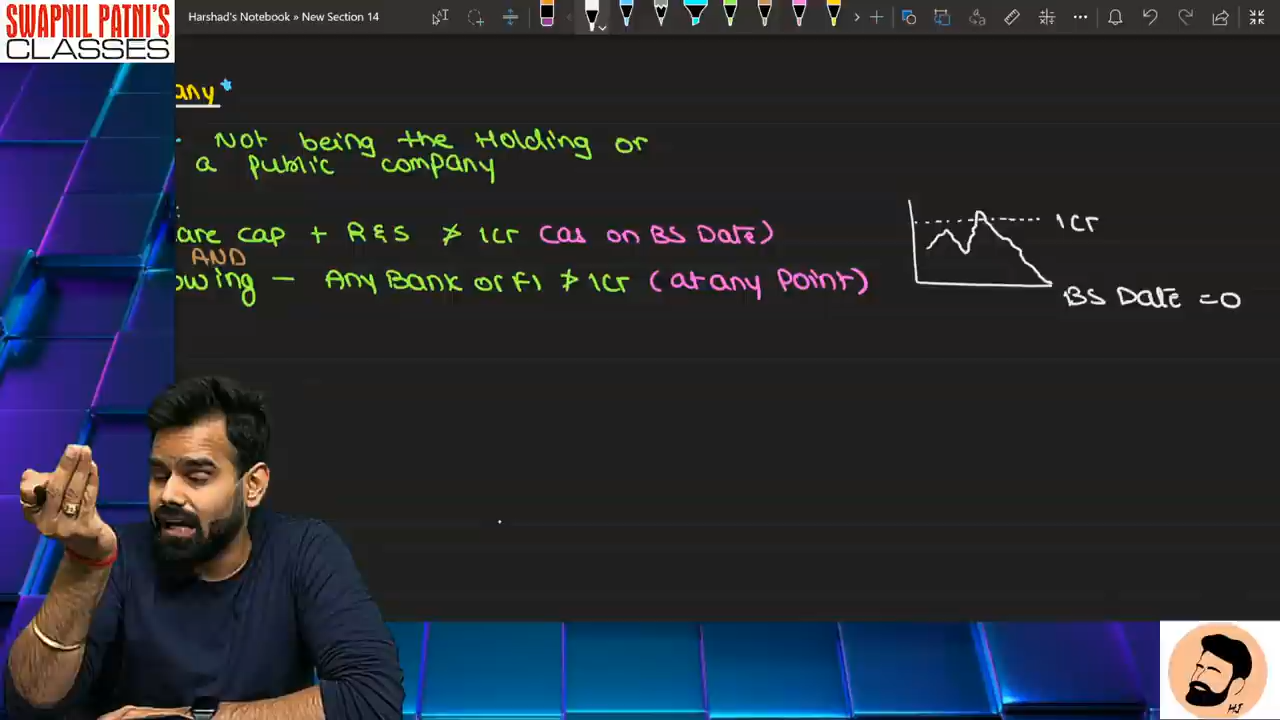 SWAPNIL PATNI'S
CLASSES
Harshad's Notebook » New Section 14
any*
- Not being the Holding or
a public company
are cap + R & S ≯ 1Cr (as on BS Date)
AND
owing - Any Bank or FI ≯ 1Cr (at any Point)
1Cr
BS Date = 0
HJ